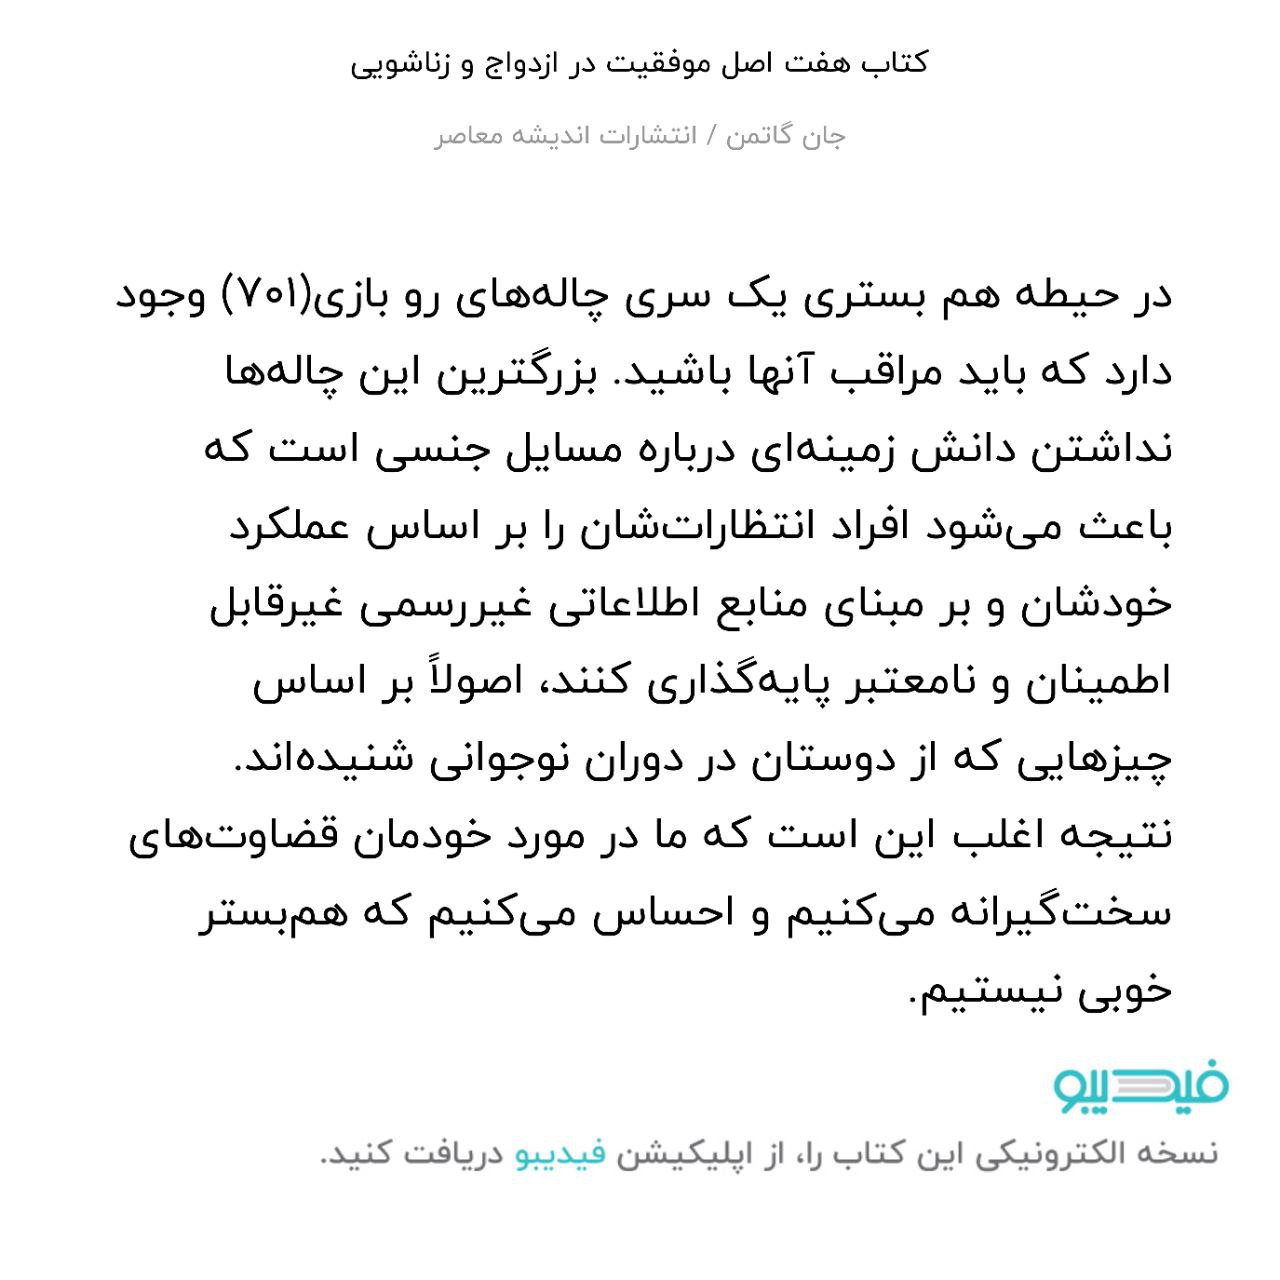 کتاب هفت اصل موفقیت در ازدواج و زناشویی
جان گاتمن / انتشارات اندیشه معاصر
در حیطه هم بستری یک سری چاله‌های رو بازی(۷۰۱) وجود
دارد که باید مراقب آنها باشید. بزرگترین این چاله‌ها
نداشتن دانش زمینه‌ای درباره مسایل جنسی است که
باعث می‌شود افراد انتظارات‌شان را بر اساس عملکرد
خودشان و بر مبنای منابع اطلاعاتی غیررسمی غیرقابل
اطمینان و نامعتبر پایه‌گذاری کنند، اصولاً بر اساس
چیزهایی که از دوستان در دوران نوجوانی شنیده‌اند.
نتیجه اغلب این است که ما در مورد خودمان قضاوت‌های
سخت‌گیرانه می‌کنیم و احساس می‌کنیم که هم‌بستر
خوبی نیستیم.
فیدیبو
نسخه الکترونیکی این کتاب را، از اپلیکیشن فیدیبو دریافت کنید.